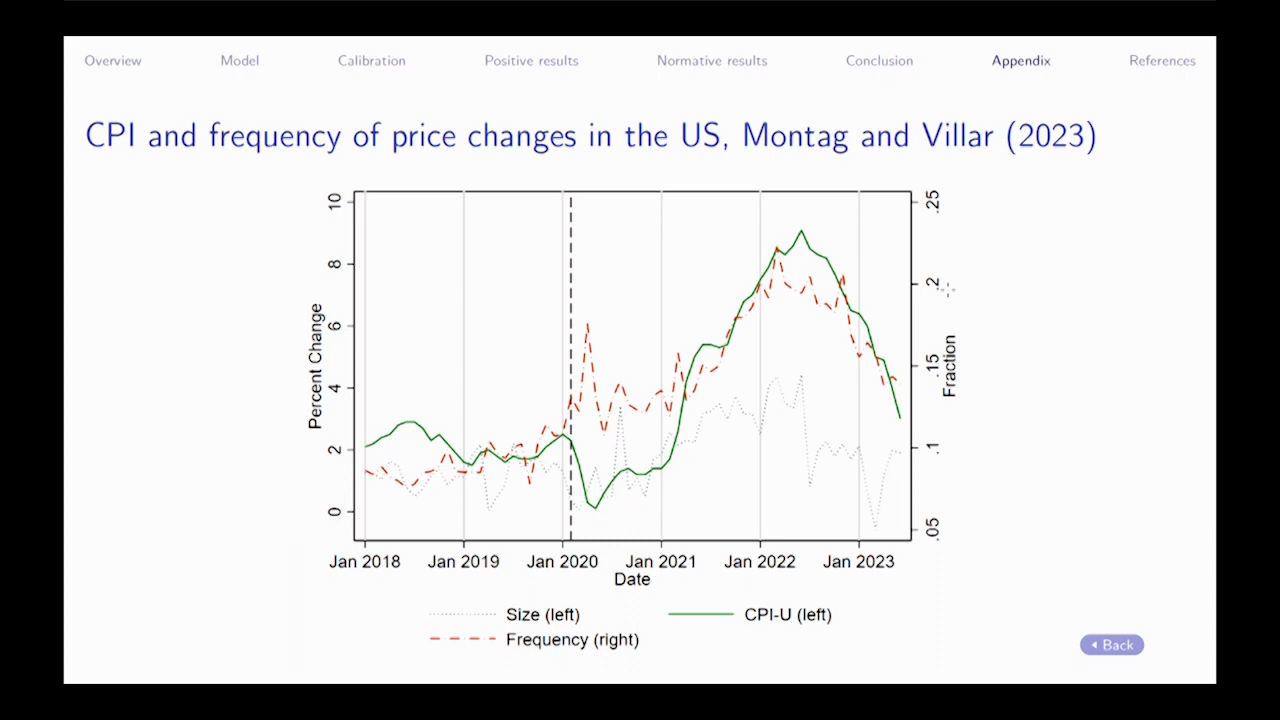 Overview Model Calibration Positive results Normative results Conclusion Appendix References
CPI and frequency of price changes in the US, Montag and Villar (2023)
Percent Change
10
8
6
4
2
0
.25
.2
.15
.1
.05
Fraction
Jan 2018 Jan 2019 Jan 2020 Jan 2021 Jan 2022 Jan 2023
Date
Size (left) CPI-U (left)
Frequency (right)
Back